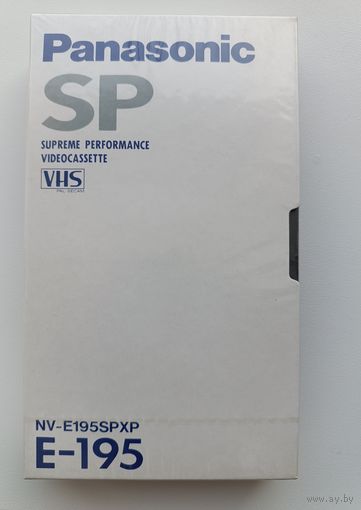 Panasonic
SP
SUPREME PERFORMANCE
VIDEOCASSETTE
VHS
PAL/SECAM
NV-E195SPXP
E-195
www.ay.by